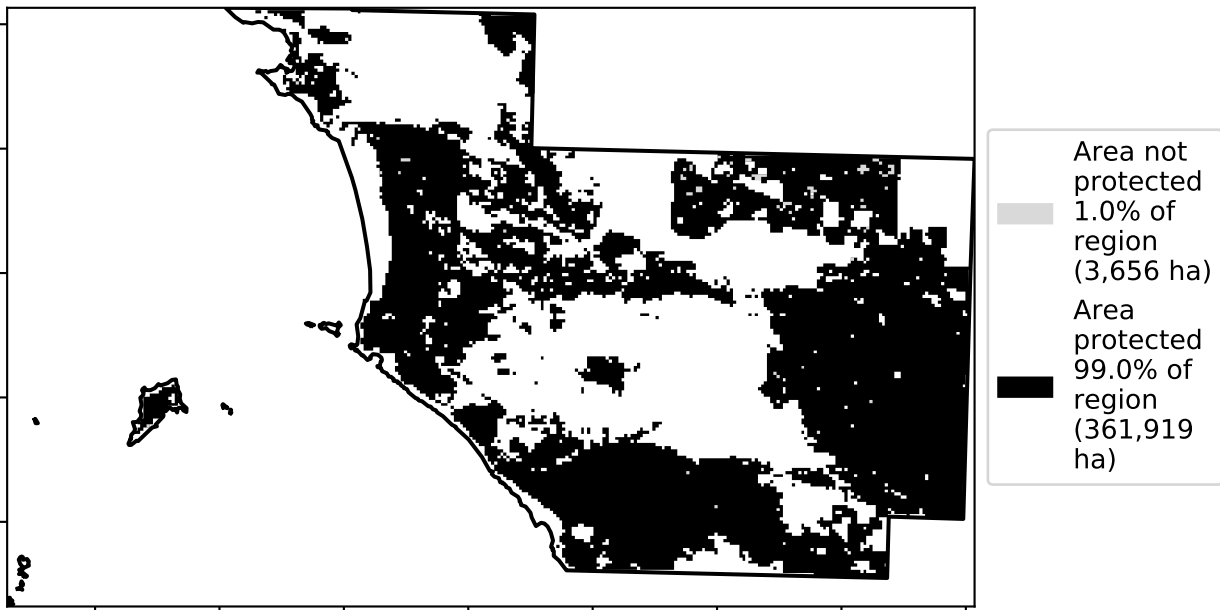 Area not
protected
1.0% of
region
(3,656 ha)
Area
protected
99.0% of
region
(361,919
ha)